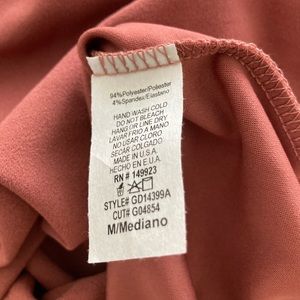 94%Polyester/Poliester
4%Spandex/Elastano
HAND WASH COLD
DO NOT BLEACH
HANG OR LINE DRY
LAVAR FRIO A MANO
NO USAR CLORO
SECAR COLGADO
MADE IN U.S.A.
HECHO EN E.U.A.
RN # 149923
STYLE# GD14399A
CUT# G04854
M/Mediano